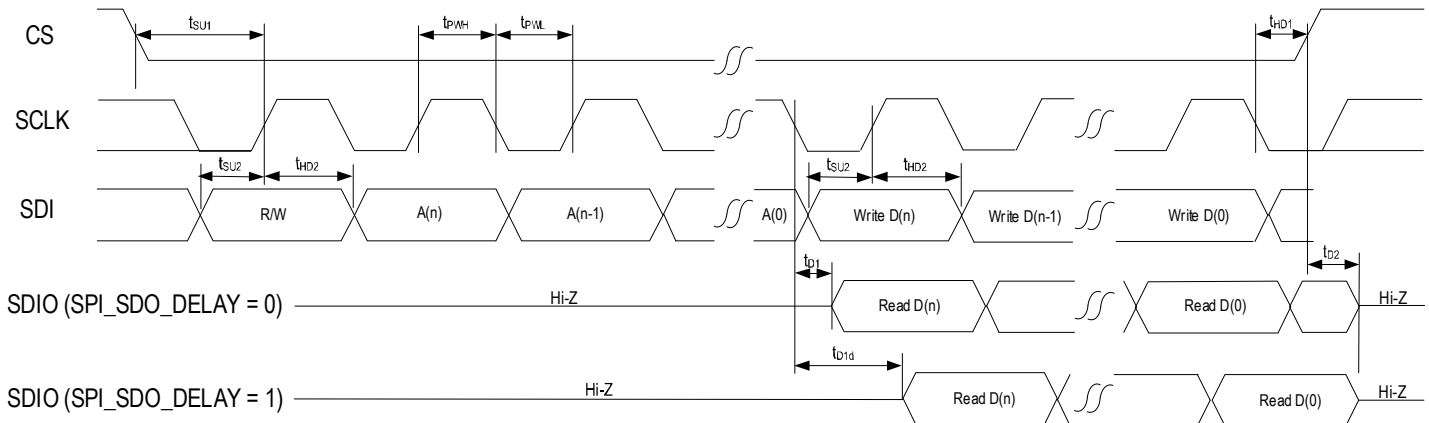 CS tSU1 tPWH tPWL tHD1
SCLK
tSU2 tHD2 tSU2 tHD2
SDI R/W A(n) A(n-1) A(0) Write D(n) Write D(n-1) Write D(0)
tD1 tD2
SDIO (SPI_SDO_DELAY = 0) Hi-Z Read D(n) Read D(0) Hi-Z
tD1d
SDIO (SPI_SDO_DELAY = 1) Hi-Z Read D(n) Read D(0) Hi-Z